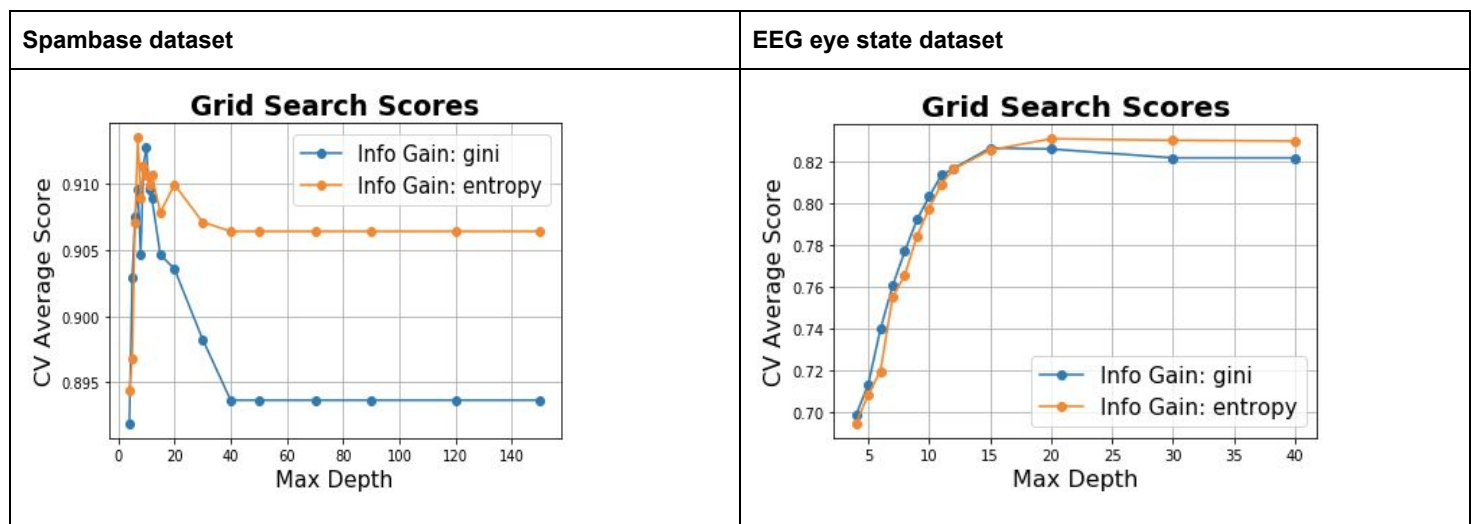 Spambase dataset
EEG eye state dataset
Grid Search Scores
Info Gain: gini
Info Gain: entropy
0.910
0.905
0.900
0.895
CV Average Score
0 20 40 60 80 100 120 140
Max Depth
Grid Search Scores
0.82
0.80
0.78
0.76
0.74
0.72
0.70
CV Average Score
Info Gain: gini
Info Gain: entropy
5 10 15 20 25 30 35 40
Max Depth